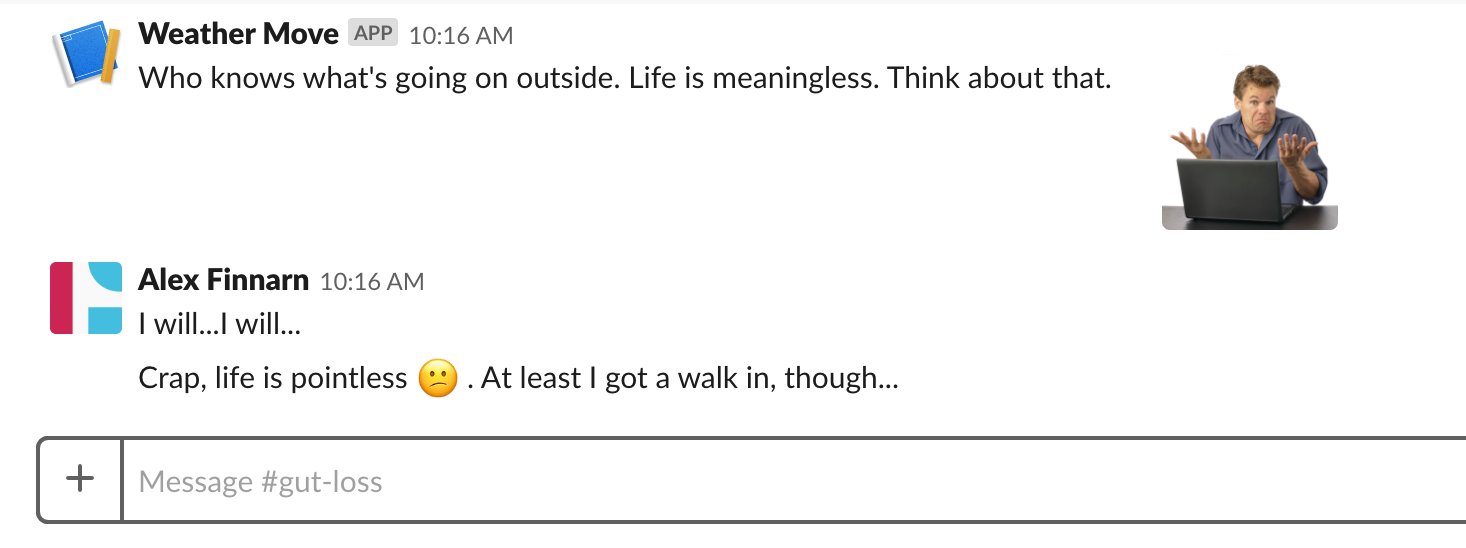 Weather Move APP 10:16 AM
Who knows what's going on outside. Life is meaningless. Think about that.
Alex Finnarn 10:16 AM
I will...I will...
Crap, life is pointless 😕 . At least I got a walk in, though...
+ Message #gut-loss